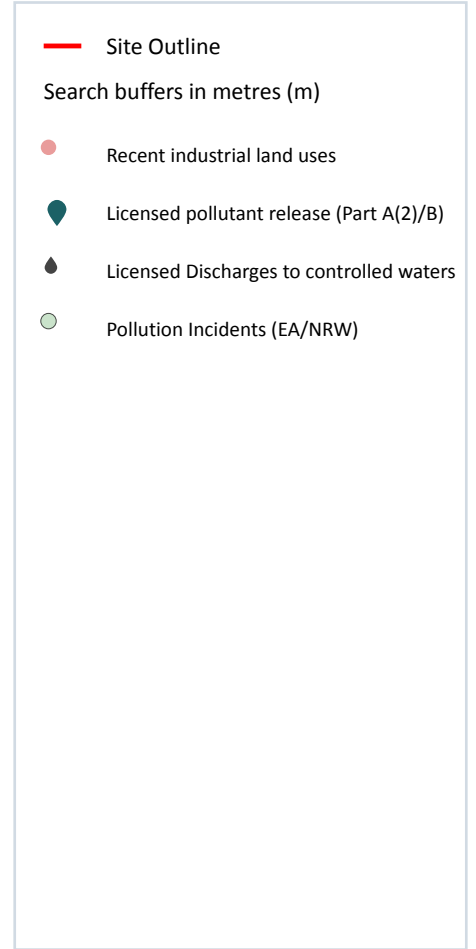 Site Outline
Search buffers in metres (m)
Recent industrial land uses
Licensed pollutant release (Part A(2)/B)
Licensed Discharges to controlled waters
Pollution Incidents (EA/NRW)